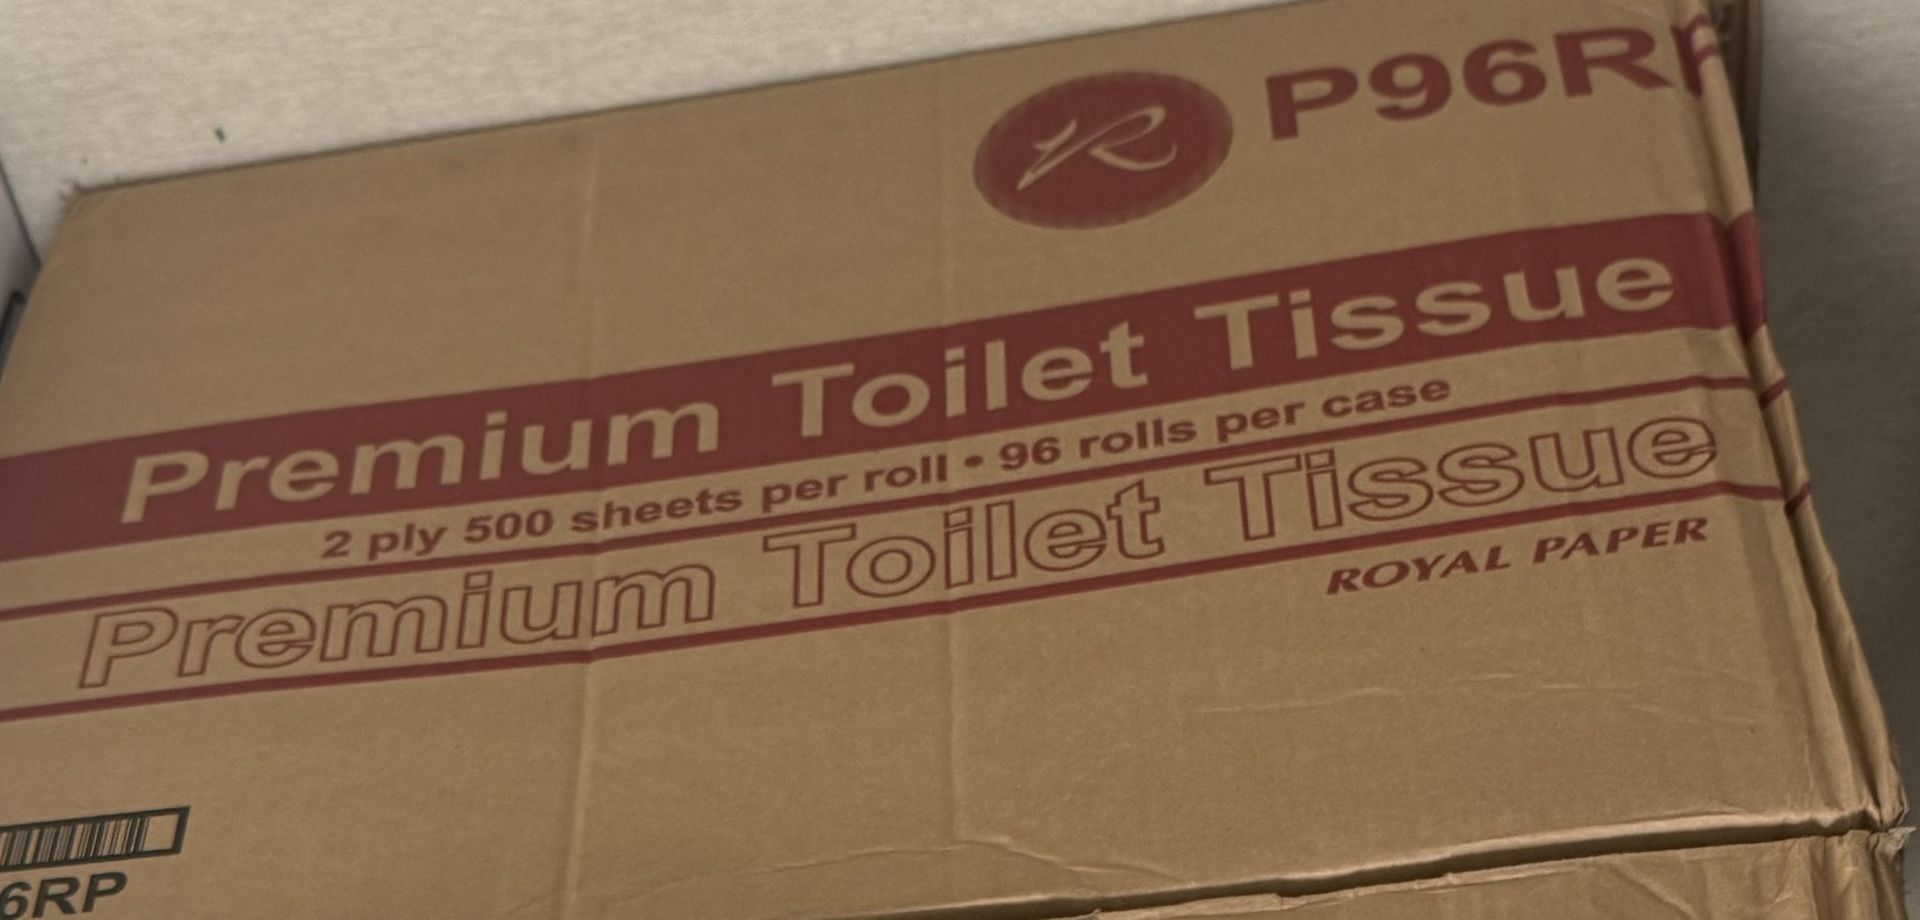 P96RP
Premium Toilet Tissue
2 ply 500 sheets per roll • 96 rolls per case
Premium Toilet Tissue
ROYAL PAPER
6RP